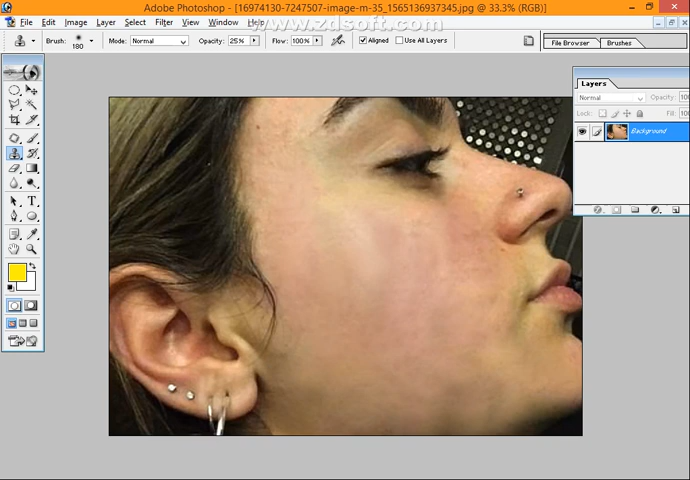 Adobe Photoshop - [16974130-7247507-image-m-35_1565136937345.jpg @ 33.3% (RGB)]
File Edit Image Layer Select Filter View Window Help
www.zdsoft.com
Brush: 180 Mode: Normal Opacity: 25% Flow: 100% Aligned Use All Layers File Browser Brushes
Layers
Normal Opacity:
Lock: Fill:
Background
T